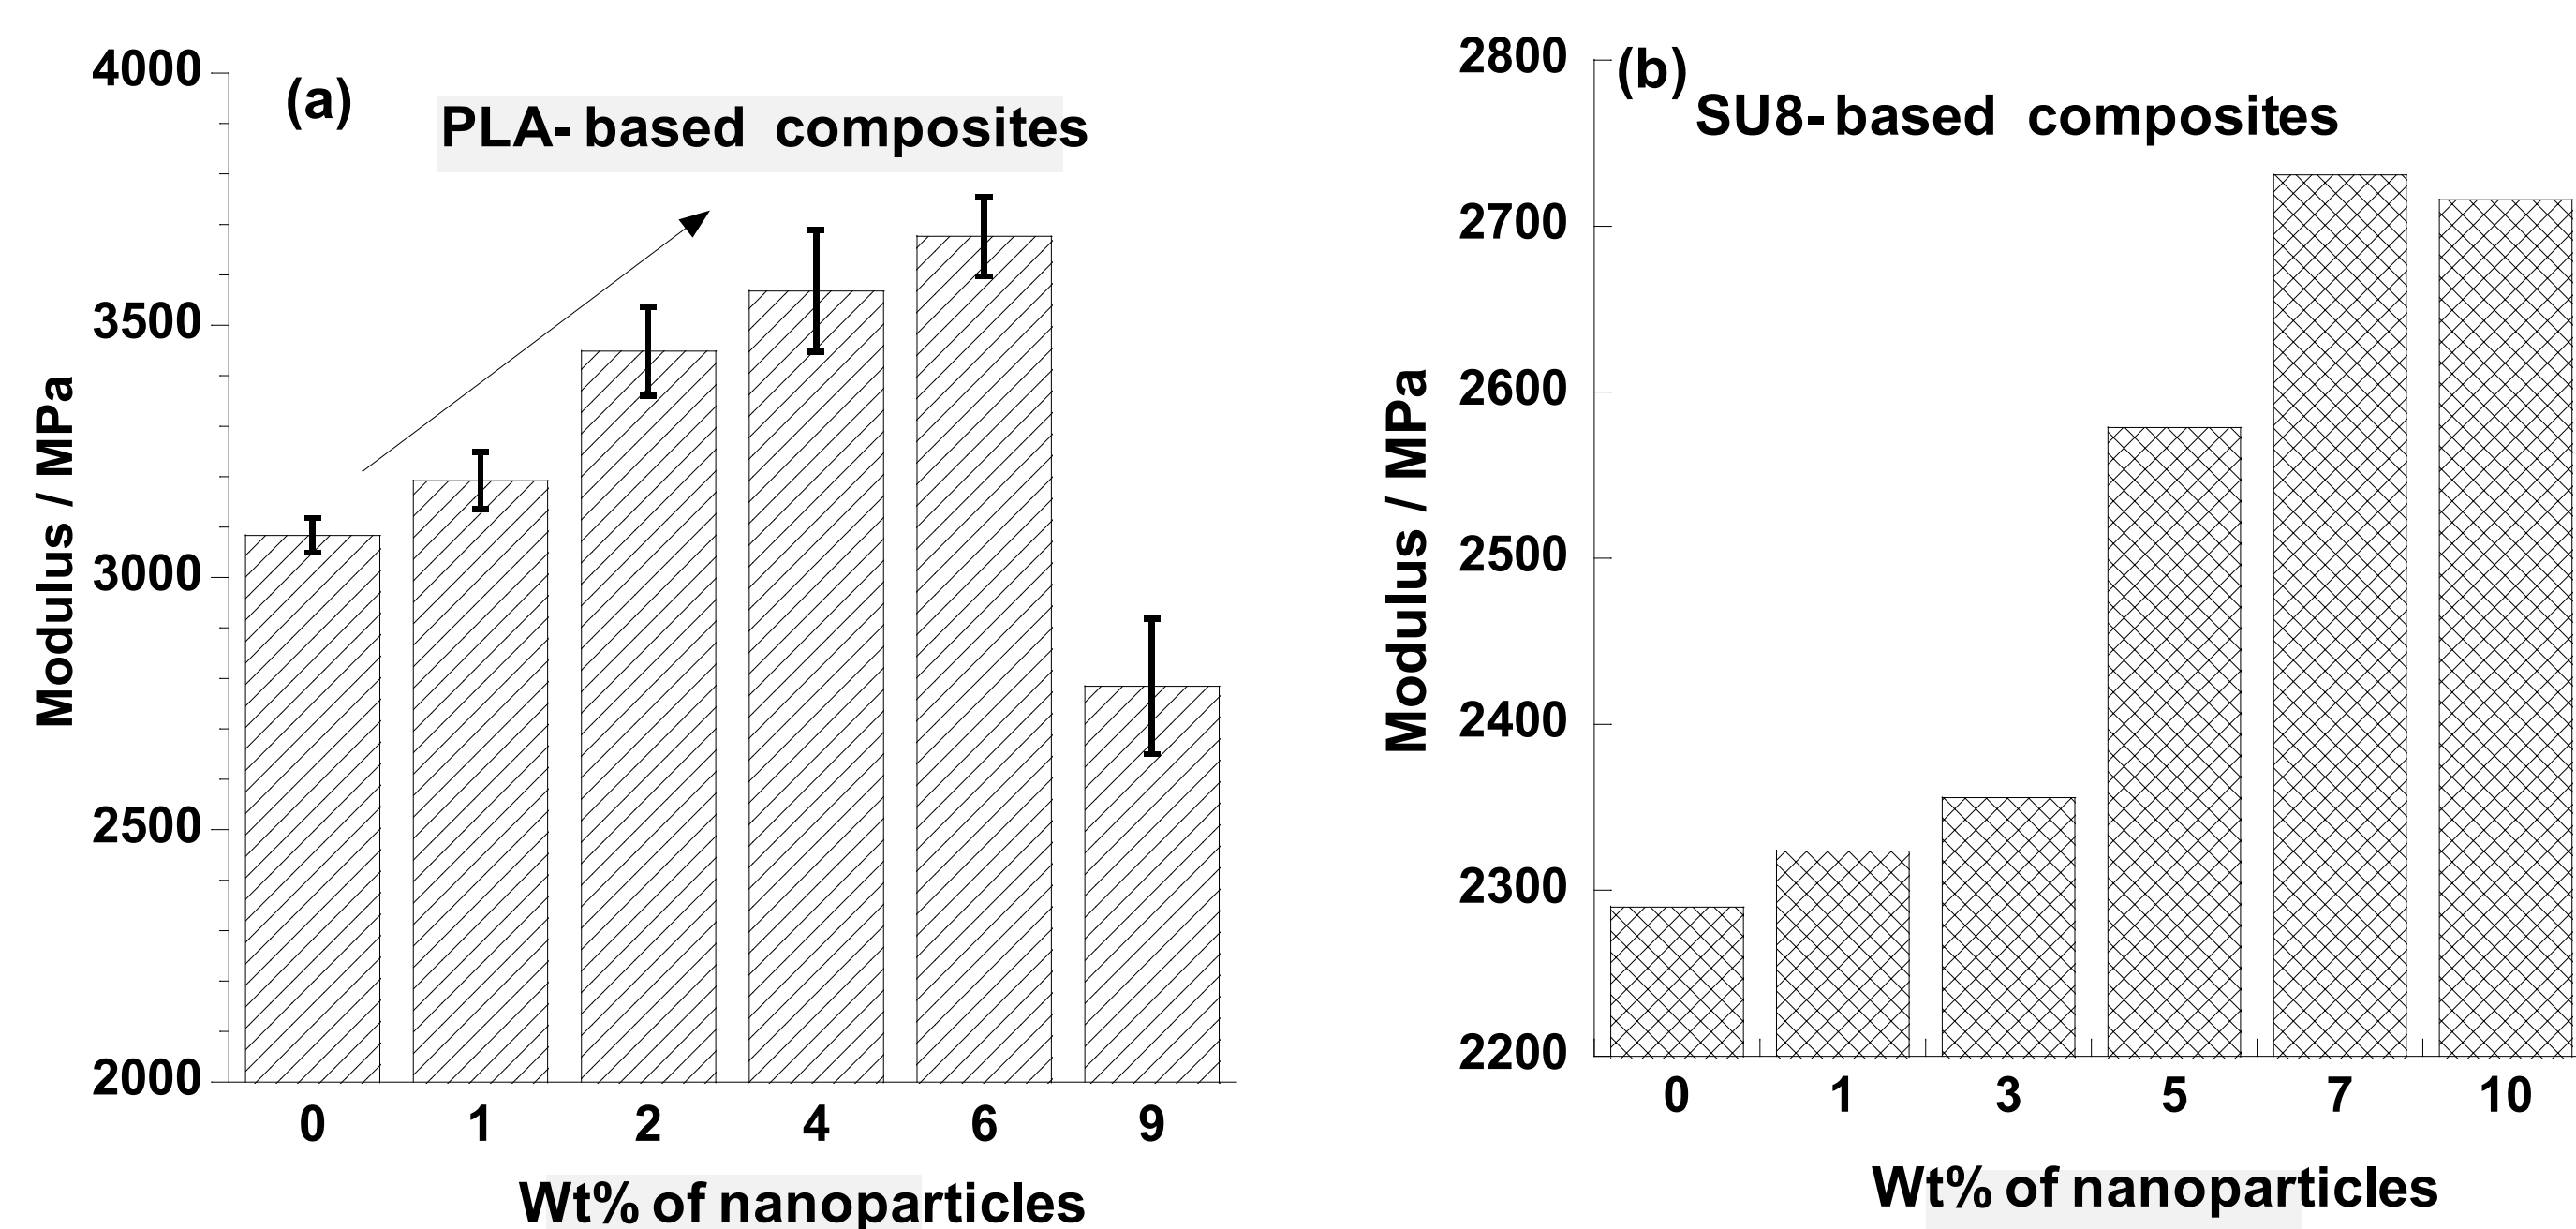 (a)
PLA- based composites
4000
3500
3000
2500
2000
Modulus / MPa
0 1 2 4 6 9
Wt% of nanoparticles
(b)
SU8- based composites
2800
2700
2600
2500
2400
2300
2200
Modulus / MPa
0 1 3 5 7 10
Wt% of nanoparticles